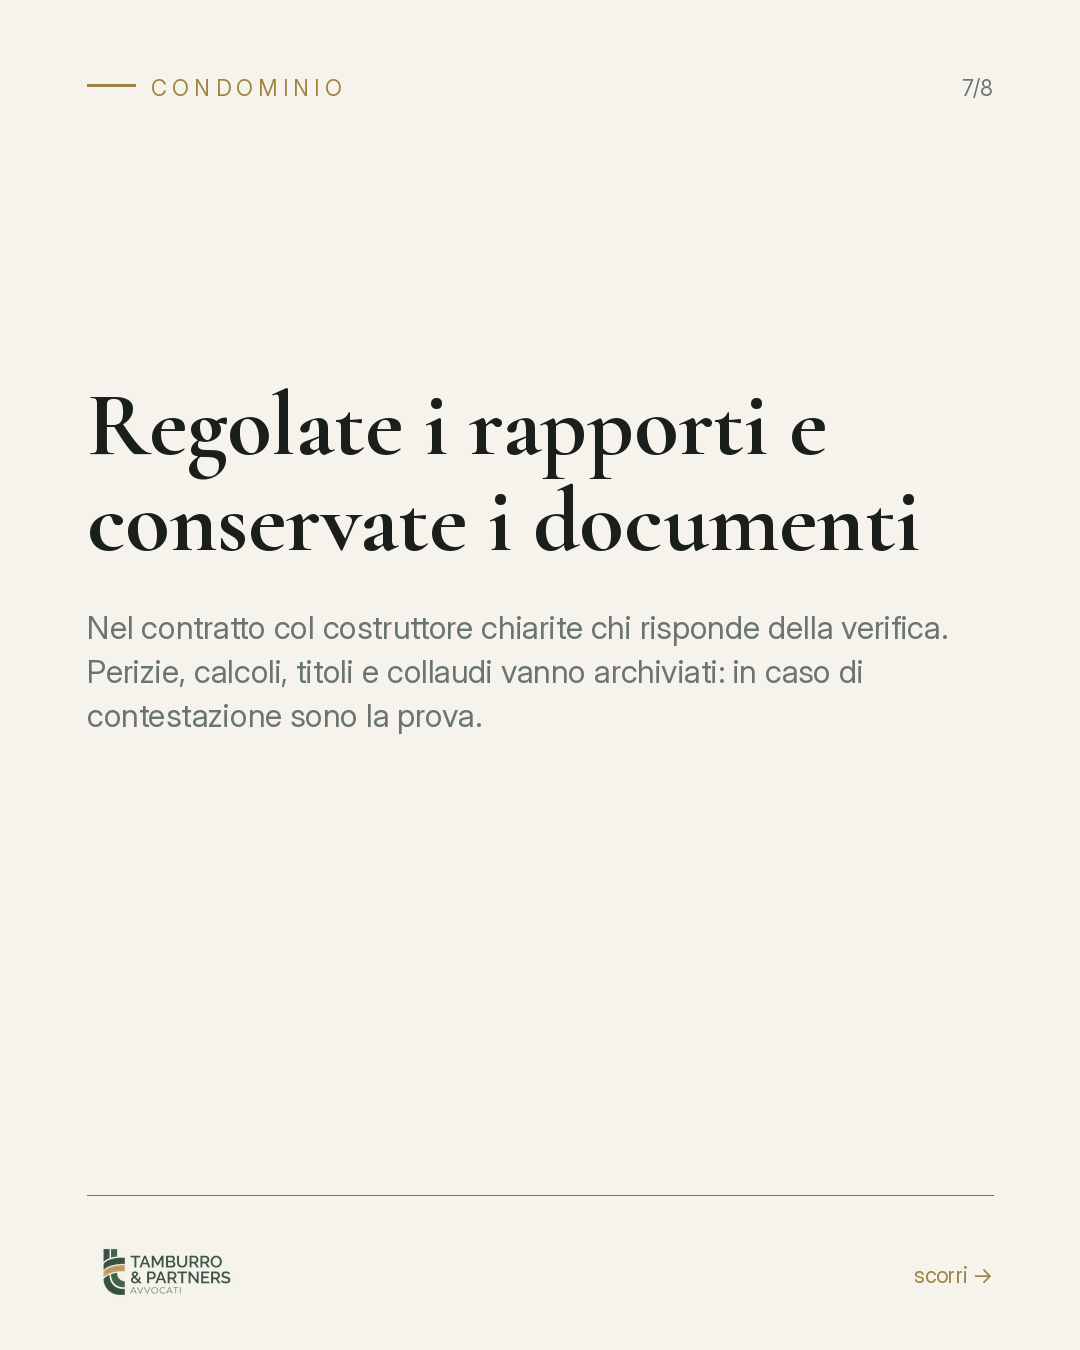 CONDOMINIO
7/8
Regolate i rapporti e
conservate i documenti
Nel contratto col costruttore chiarite chi risponde della verifica.
Perizie, calcoli, titoli e collaudi vanno archiviati: in caso di
contestazione sono la prova.
TAMBURRO
& PARTNERS
AVVOCATI
scorri →